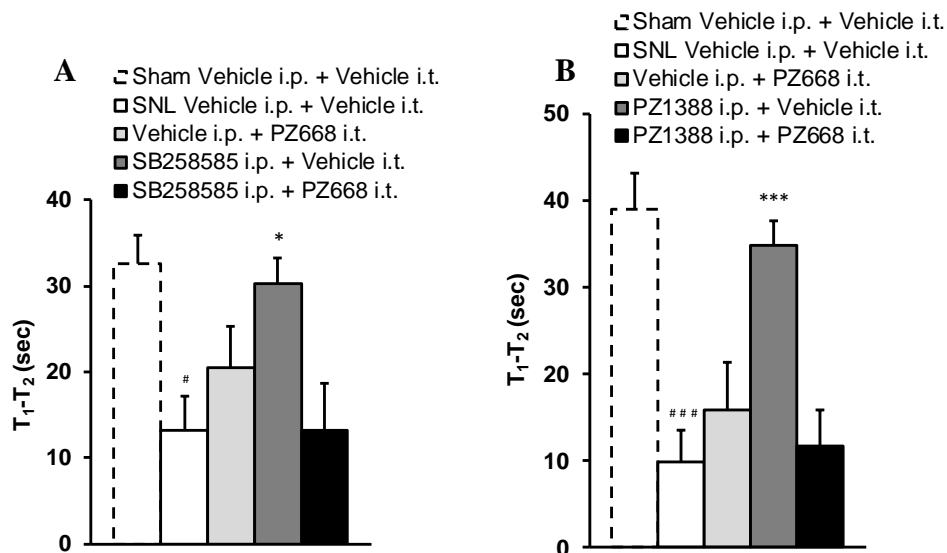 A
Sham Vehicle i.p. + Vehicle i.t.
SNL Vehicle i.p. + Vehicle i.t.
Vehicle i.p. + PZ668 i.t.
SB258585 i.p. + Vehicle i.t.
SB258585 i.p. + PZ668 i.t.
40
30
20
10
0
T1-T2 (sec)
#
*
B
Sham Vehicle i.p. + Vehicle i.t.
SNL Vehicle i.p. + Vehicle i.t.
Vehicle i.p. + PZ668 i.t.
PZ1388 i.p. + Vehicle i.t.
PZ1388 i.p. + PZ668 i.t.
50
40
30
20
10
0
T1-T2 (sec)
###
***